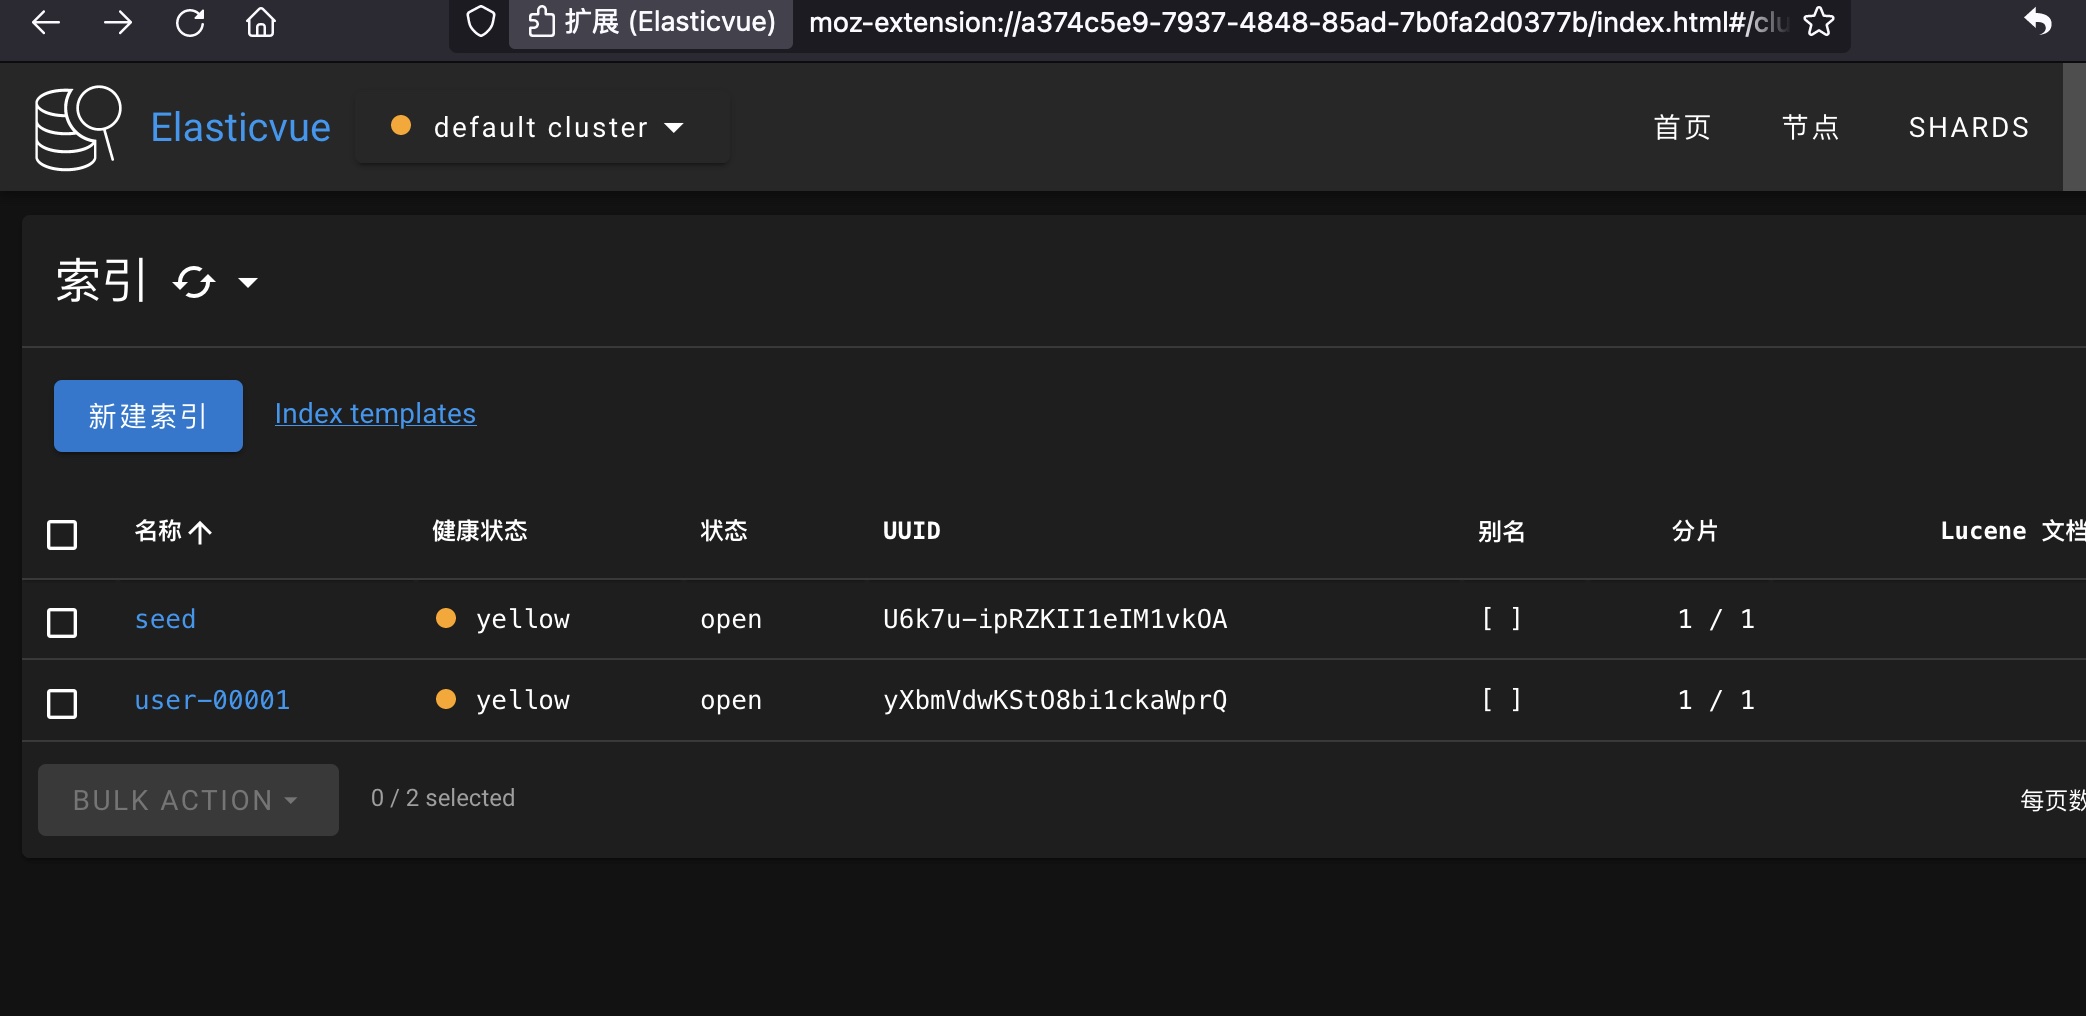 扩展 (Elasticvue) moz-extension://a374c5e9-7937-4848-85ad-7b0fa2d0377b/index.html#/clu
Elasticvue default cluster 首页 节点 SHARDS
索引
新建索引 Index templates
名称 健康状态 状态 UUID 别名 分片 Lucene 文档
seed yellow open U6k7u-ipRZKII1eIM1vkOA [ ] 1 / 1
user-00001 yellow open yXbmVdwKStO8bi1ckaWprQ [ ] 1 / 1
BULK ACTION 0 / 2 selected 每页数